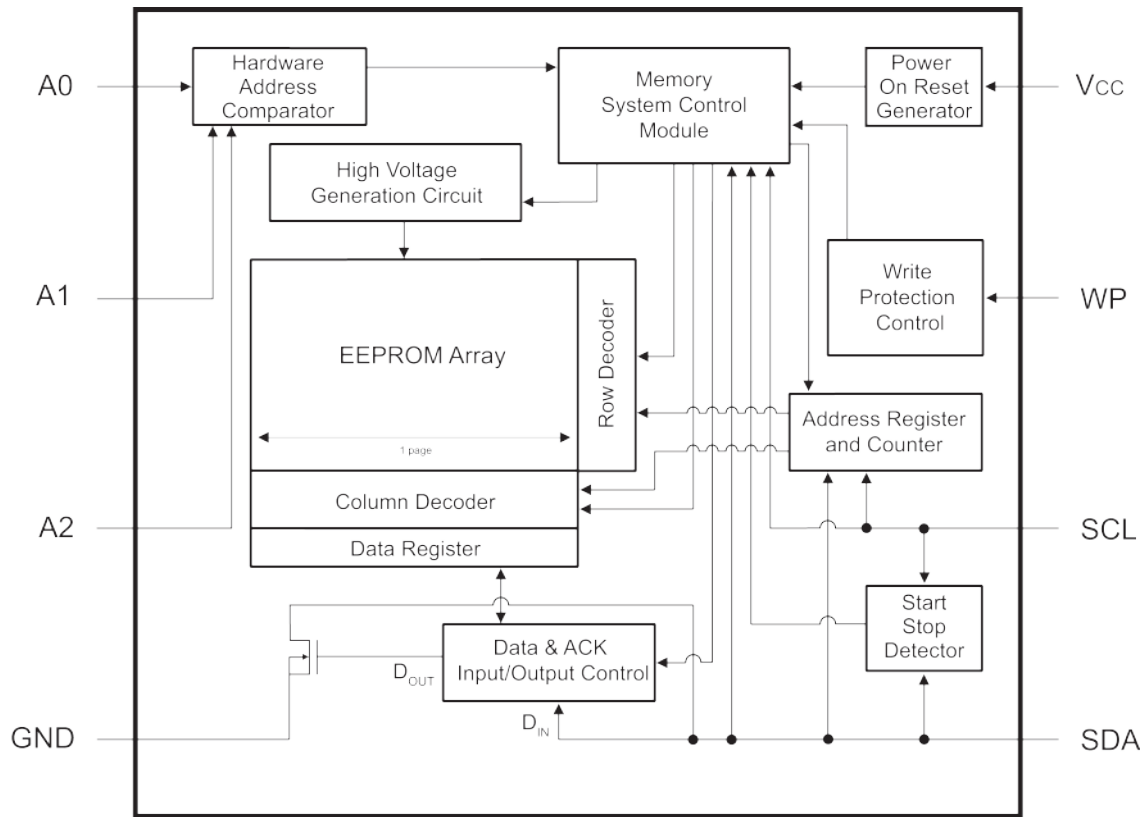 A0
Hardware
Address
Comparator
Memory
System Control
Module
Power
On Reset
Generator
VCC
High Voltage
Generation Circuit
A1
EEPROM Array
1 page
Row Decoder
Write
Protection
Control
WP
Address Register
and Counter
Column Decoder
A2
Data Register
SCL
Start
Stop
Detector
Data & ACK
Input/Output Control
DOUT
DIN
GND
SDA